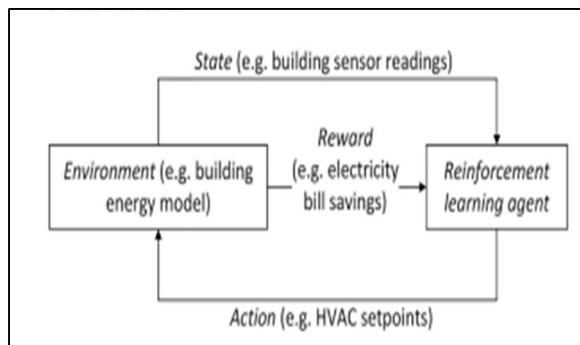 State (e.g. building sensor readings)
Reward
(e.g. electricity
bill savings)
Environment (e.g. building
energy model)
Reinforcement
learning agent
Action (e.g. HVAC setpoints)